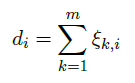 $$d_i = \sum_{k=1}^{m} \xi_{k,i}$$